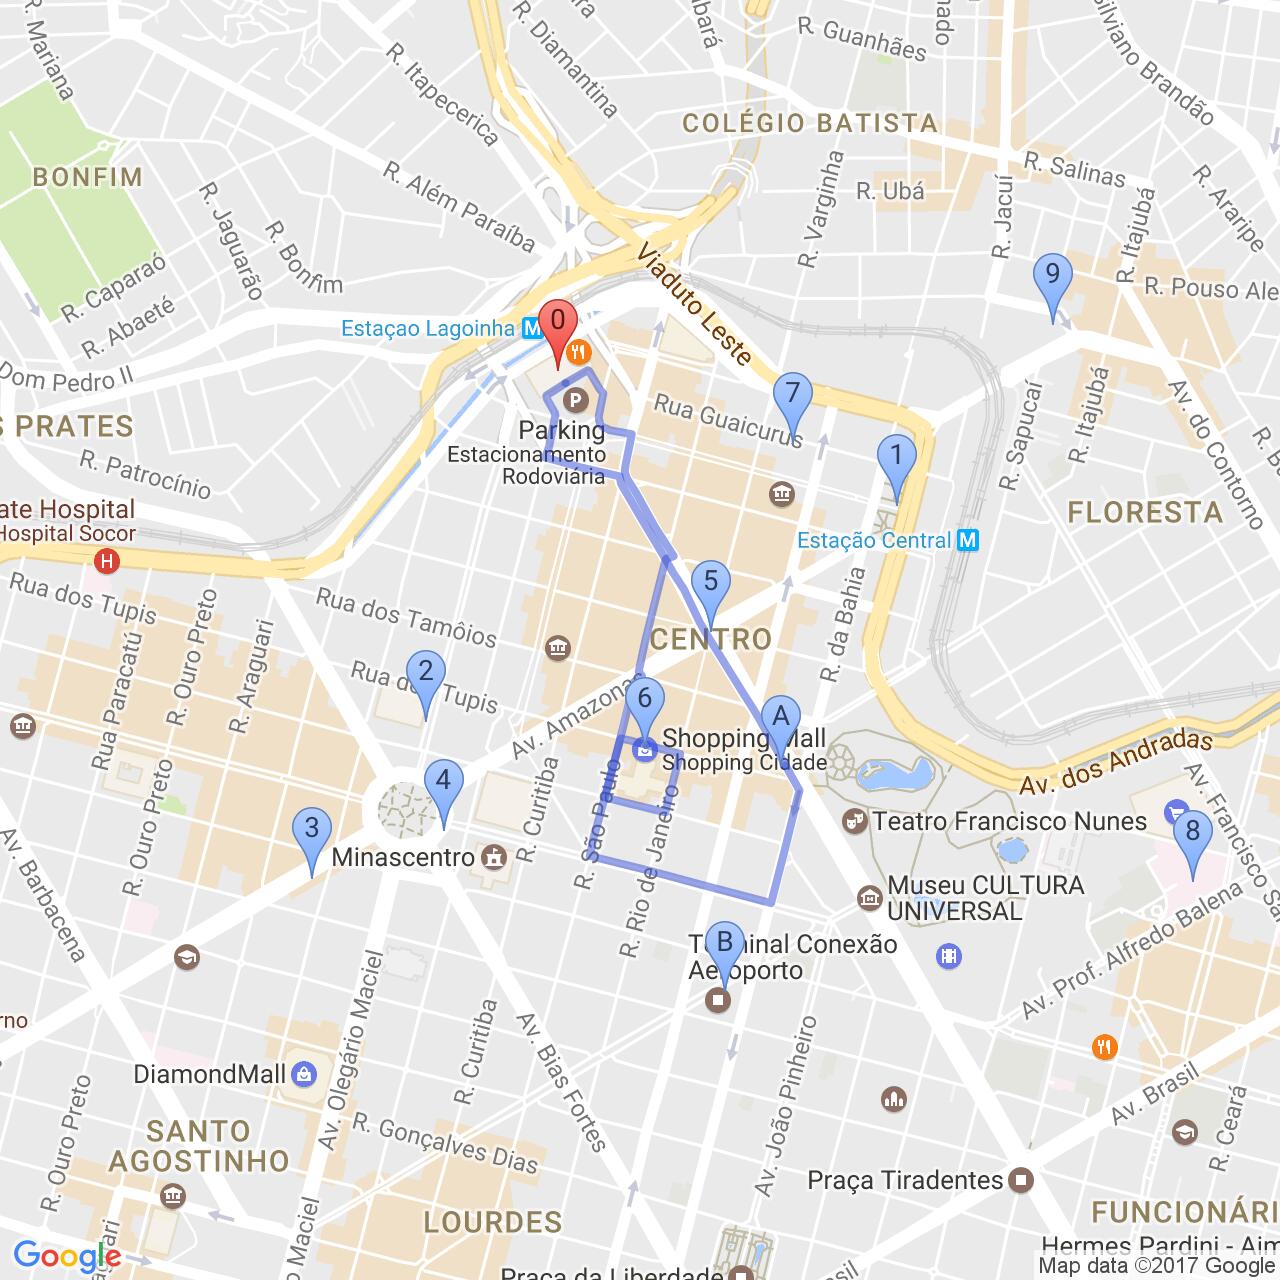 R. Mariana
R. Itapecerica
R. Diamantina
R. Guanhães
Silviano Brandão
COLÉGIO BATISTA
R. Salinas
R. Araripe
BONFIM
R. Além Paraíba
R. Varginha
R. Ubá
R. Jacuí
R. Itajubá
R. Jaguarão
R. Bonfim
R. Caparaó
R. Abaeté
Viaduto Leste
R. Pouso Ale
9
Estaçao Lagoinha M
0
Dom Pedro II
P
Parking
Estacionamento
Rodoviária
7
Rua Guaicurus
R. Sapucaí
R. Itajubá
Av. do Contorno
S PRATES
R. Patrocínio
1
Estação Central M
FLORESTA
ate Hospital
Hospital Socor
H
Rua dos Tupis
R. Ouro Preto
Rua Paracatú
R. Araguari
Rua dos Tamôios
5
CENTRO
R. da Bahia
2
Rua dos Tupis
Av. Amazonas
6
A
Shopping Mall
Shopping Cidade
Av. dos Andradas
4
3
R. Ouro Preto
Minascentro
R. Curitiba
R. São Paulo
R. Rio de Janeiro
Teatro Francisco Nunes
8
Av. Francisco Sa
Museu CULTURA
UNIVERSAL
Av. Prof. Alfredo Balena
Av. Barbacena
B
Terminal Conexão
Aeroporto
rno
Av. Olegário Maciel
R. Curitiba
Av. Bias Fortes
Av. João Pinheiro
DiamondMall
R. Ouro Preto
SANTO
AGOSTINHO
R. Gonçalves Dias
Av. Brasil
R. Ceará
Praça Tiradentes
LOURDES
FUNCIONÁRI
Hermes Pardini - Aim
Google
Praça da Liberdade
Map data ©2017 Google